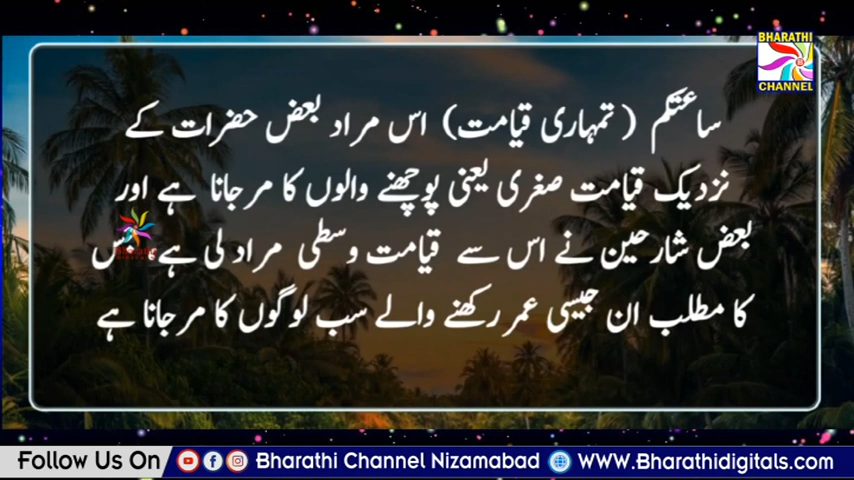 BHARATHI
CHANNEL
ساعتکم (تمہاری قیامت) اس مراد بعض حضرات کے
نزدیک قیامت صغری یعنی پوچھنے والوں کا مرجانا ہے اور
بعض شارحین نے اس سے قیامت وسطی مراد لی ہے
کا مطلب ان جیسی عمر رکھنے والے سب لوگوں کا مرجانا ہے
Follow Us On Bharathi Channel Nizamabad www.Bharathidigitals.com